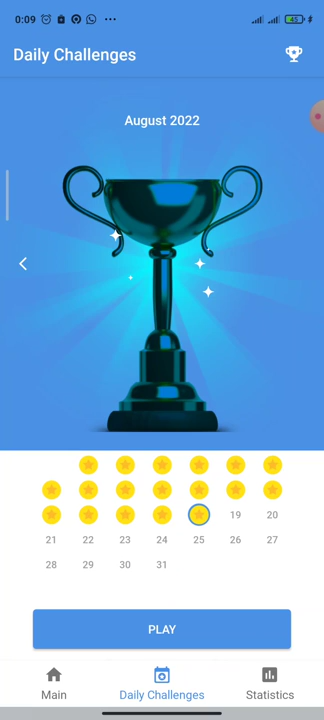 0:09
45
Daily Challenges
August 2022
19 20
21 22 23 24 25 26 27
28 29 30 31
PLAY
Main Daily Challenges Statistics